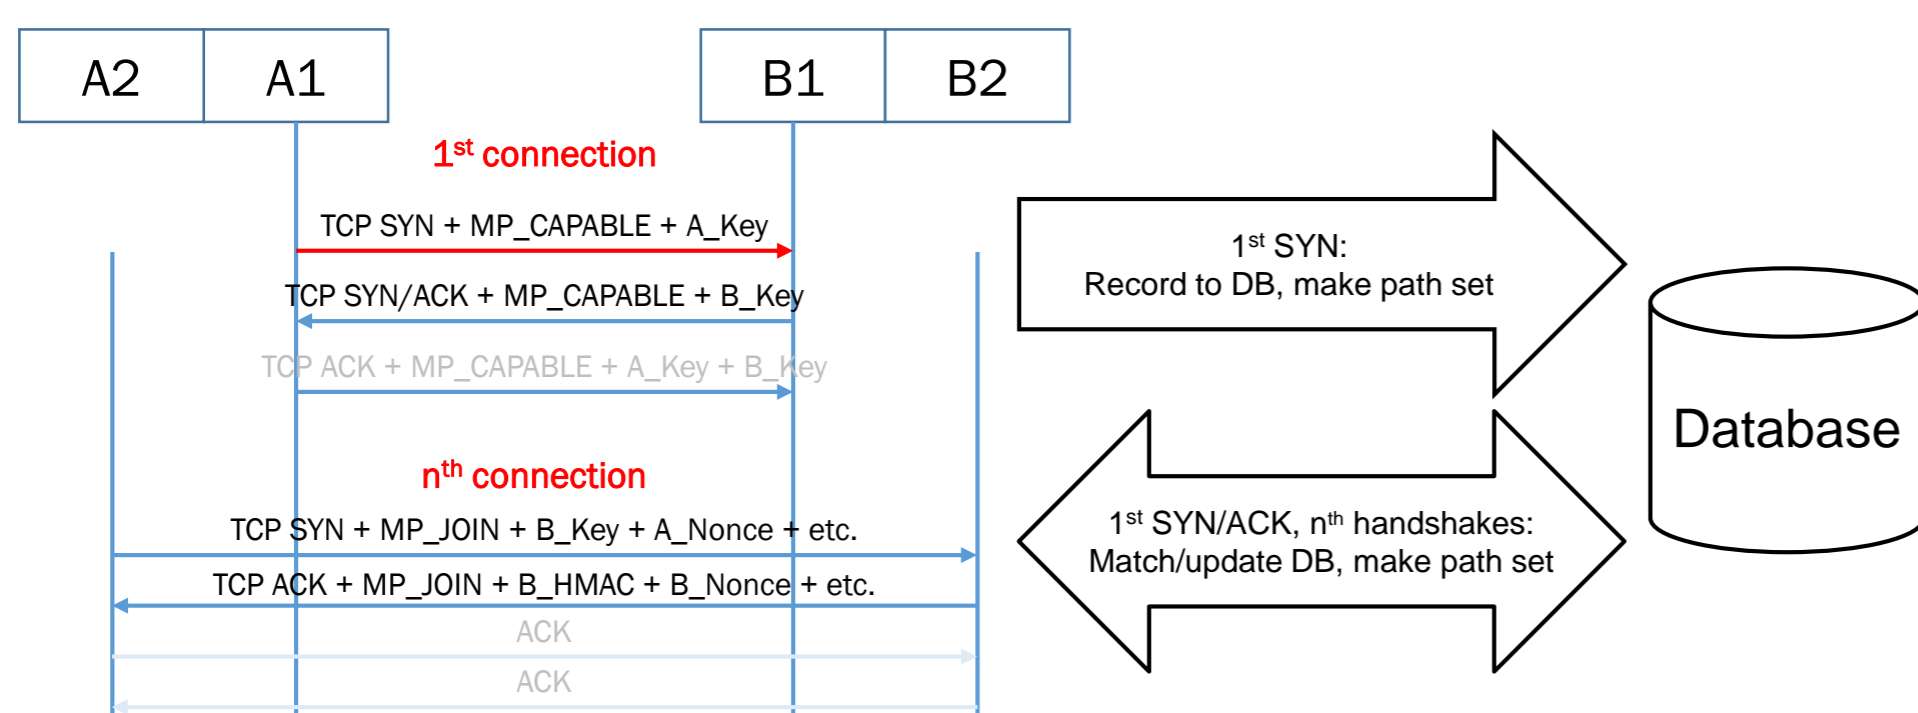 A2 A1 B1 B2
1st connection
TCP SYN + MP_CAPABLE + A_Key
TCP SYN/ACK + MP_CAPABLE + B_Key
TCP ACK + MP_CAPABLE + A_Key + B_Key
nth connection
TCP SYN + MP_JOIN + B_Key + A_Nonce + etc.
TCP ACK + MP_JOIN + B_HMAC + B_Nonce + etc.
ACK
ACK
1st SYN:
Record to DB, make path set
1st SYN/ACK, nth handshakes:
Match/update DB, make path set
Database